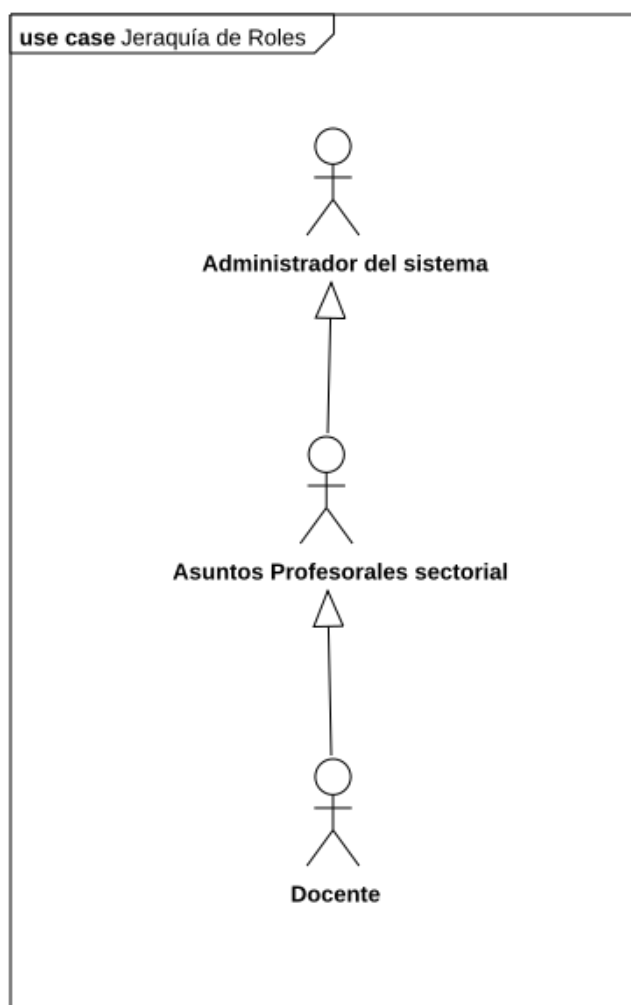 use case Jeraquía de Roles
Administrador del sistema
Asuntos Profesorales sectorial
Docente